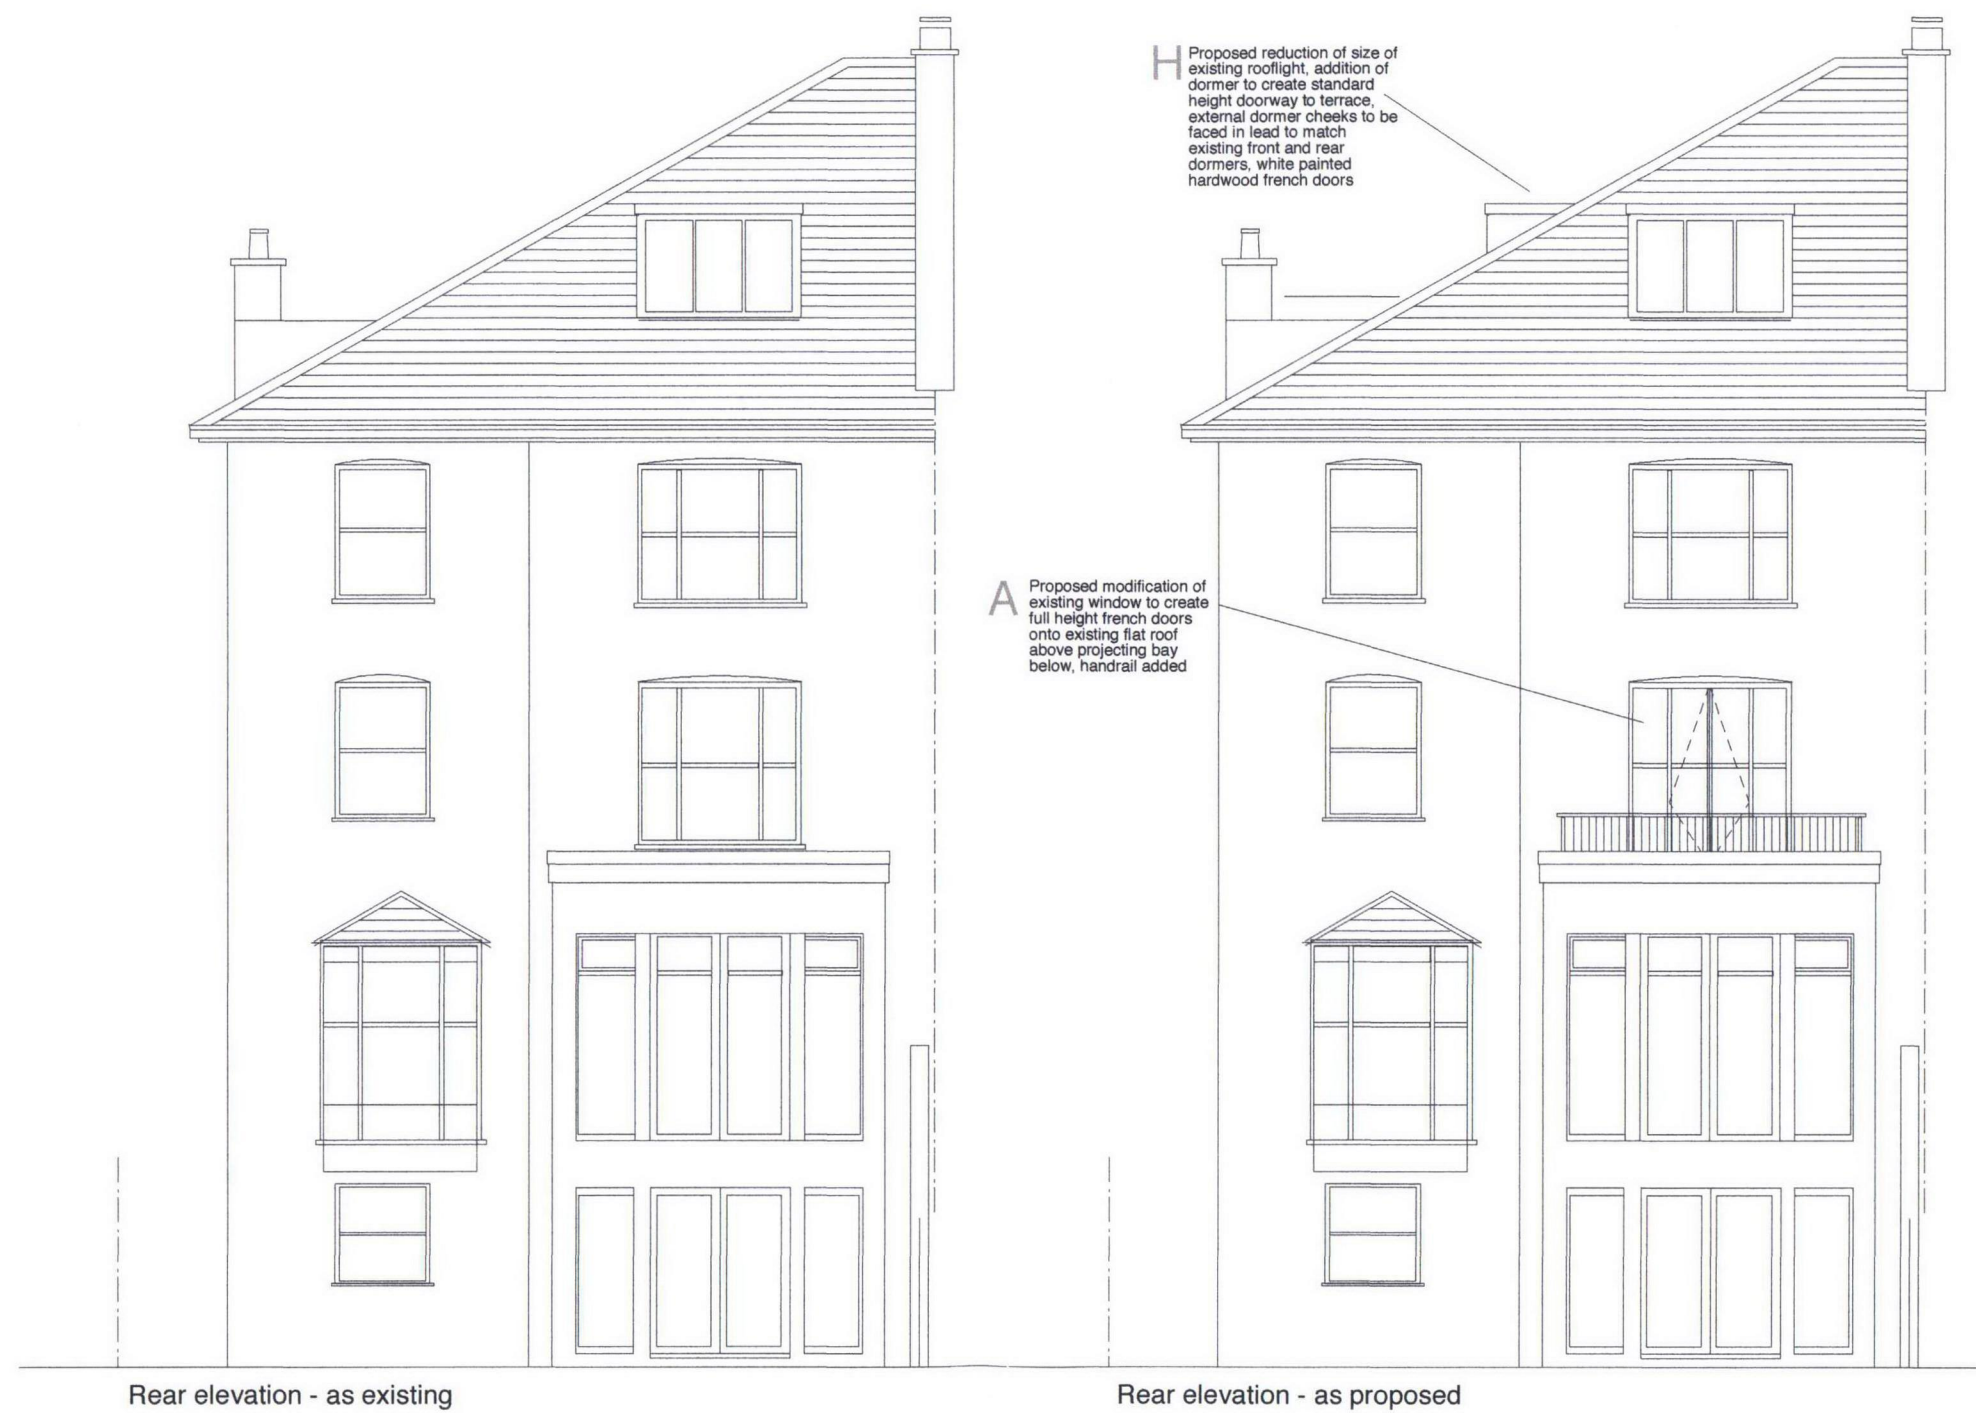 H Proposed reduction of size of
existing rooflight, addition of
dormer to create standard
height doorway to terrace,
external dormer cheeks to be
faced in lead to match
existing front and rear
dormers, white painted
hardwood french doors
A Proposed modification of
existing window to create
full height french doors
onto existing flat roof
above projecting bay
below, handrail added
Rear elevation - as existing
Rear elevation - as proposed